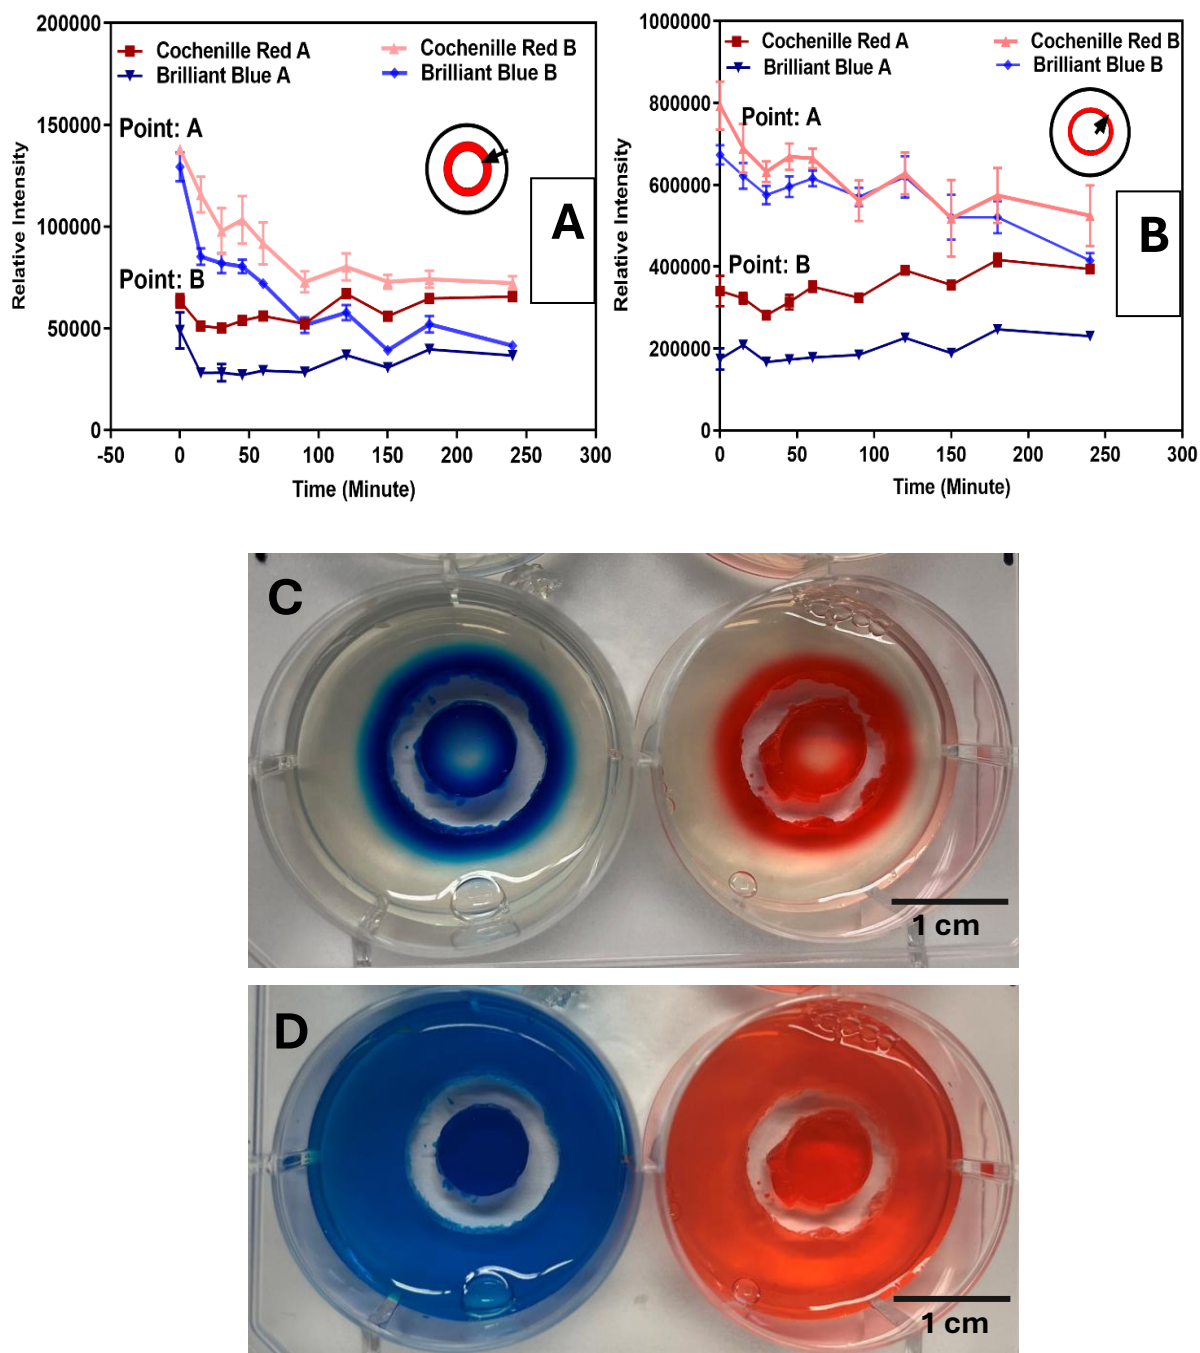 200000
150000
100000
50000
0
-50
0
50
100
150
200
250
300
Relative Intensity
Time (Minute)
Cochenille Red A
Brilliant Blue A
Cochenille Red B
Brilliant Blue B
Point: A
Point: B
A
1000000
800000
600000
400000
200000
0
0
50
100
150
200
250
300
Relative Intensity
Time (Minute)
Cochenille Red A
Brilliant Blue A
Cochenille Red B
Brilliant Blue B
Point: A
Point: B
B
C
1 cm
D
1 cm